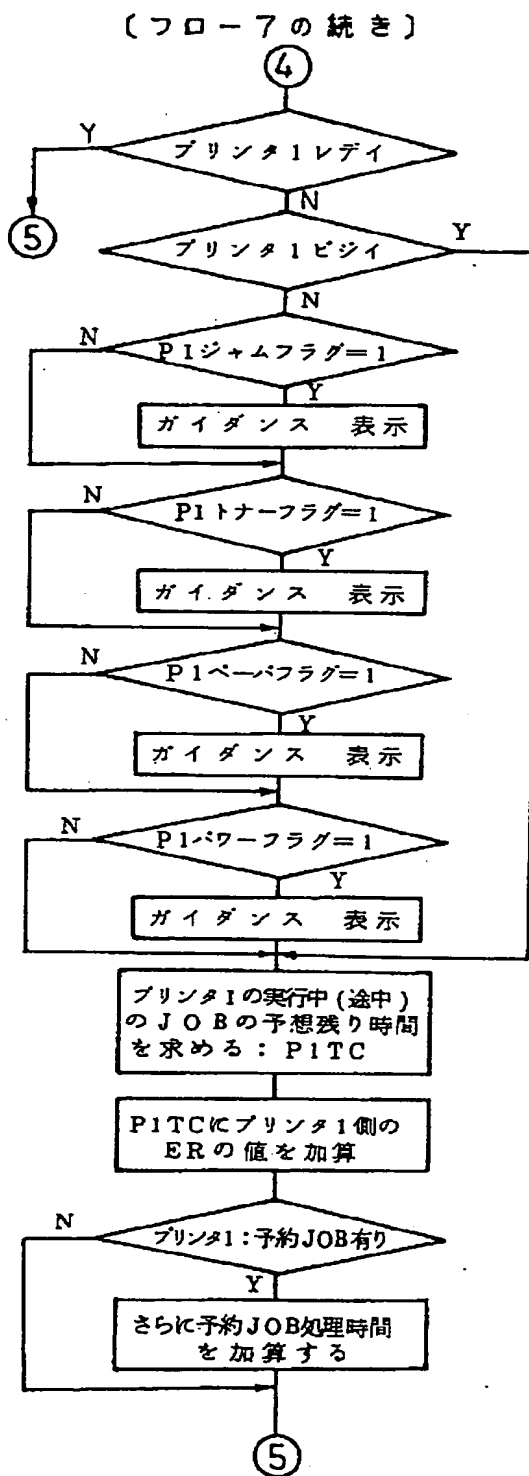 〔フロー7の続き〕
④
プリンタ1レデイ
Y
N
⑤
プリンタ1ビジイ
Y
N
P1ジャムフラグ=1
N
Y
ガイダンス 表示
P1トナーフラグ=1
N
Y
ガイダンス 表示
P1ペーパフラグ=1
N
Y
ガイダンス 表示
P1パワーフラグ=1
N
Y
ガイダンス 表示
プリンタ1の実行中(途中)
のJOBの予想残り時間
を求める:P1TC
P1TCにプリンタ1側の
ERの値を加算
プリンタ1:予約JOB有り
N
Y
さらに予約JOB処理時間
を加算する
⑤